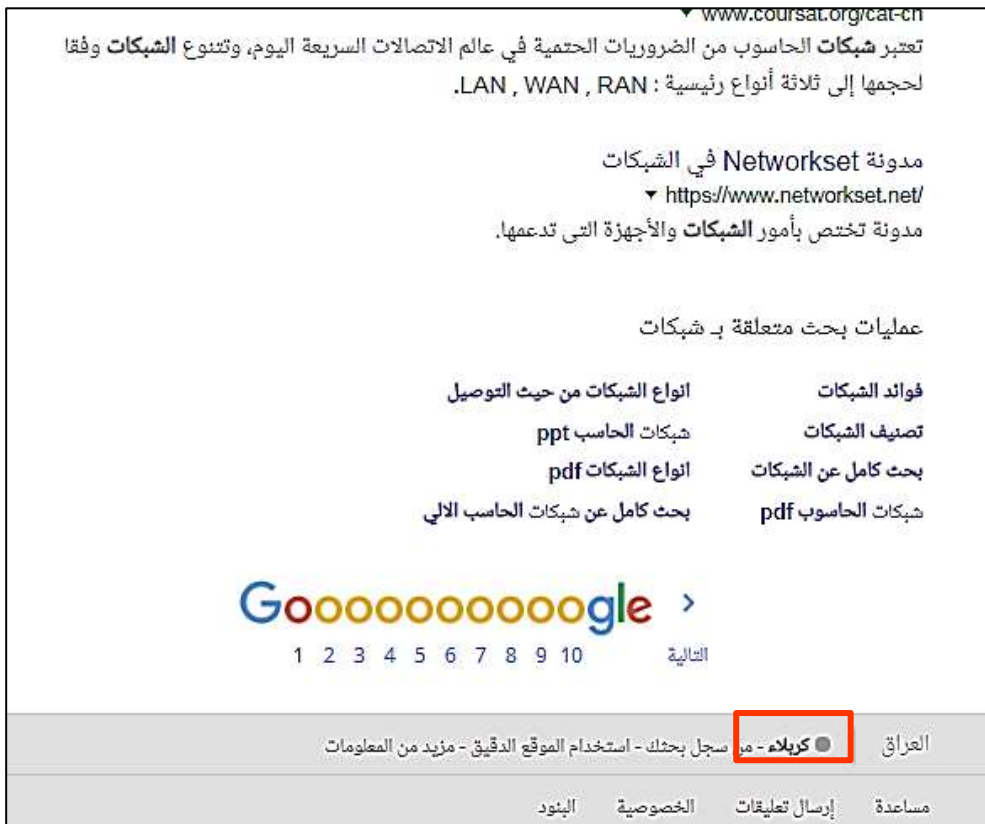 www.coursat.org/cat-cn
تعتبر شبكات الحاسوب من الضروريات الحتمية في عالم الاتصالات السريعة اليوم، وتتنوع الشبكات وفقا
لحجمها إلى ثلاثة أنواع رئيسية : LAN , WAN , RAN.
مدونة Networkset في الشبكات
https://www.networkset.net/
مدونة تختص بأمور الشبكات والأجهزة التى تدعمها.
عمليات بحث متعلقة بـ شبكات
فوائد الشبكات انواع الشبكات من حيث التوصيل
تصنيف الشبكات شبكات الحاسب ppt
بحث كامل عن الشبكات انواع الشبكات pdf
شبكات الحاسوب pdf بحث كامل عن شبكات الحاسب الالي
Goooooooooogle
1 2 3 4 5 6 7 8 9 10 التالية
العراق كربلاء - من سجل بحثك - استخدام الموقع الدقيق - مزيد من المعلومات
مساعدة إرسال تعليقات الخصوصية البنود